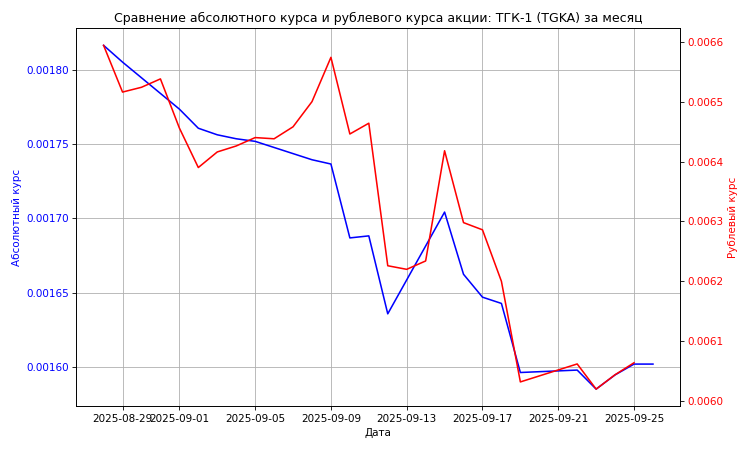 Сравнение абсолютного курса и рублевого курса акции: ТГК-1 (TGKA) за месяц
Абсолютный курс
0.00180
0.00175
0.00170
0.00165
0.00160
0.0066
0.0065
0.0064
0.0063
0.0062
0.0061
0.0060
Рублевый курс
2025-08-29 2025-09-01 2025-09-05 2025-09-09 2025-09-13 2025-09-17 2025-09-21 2025-09-25
Дата